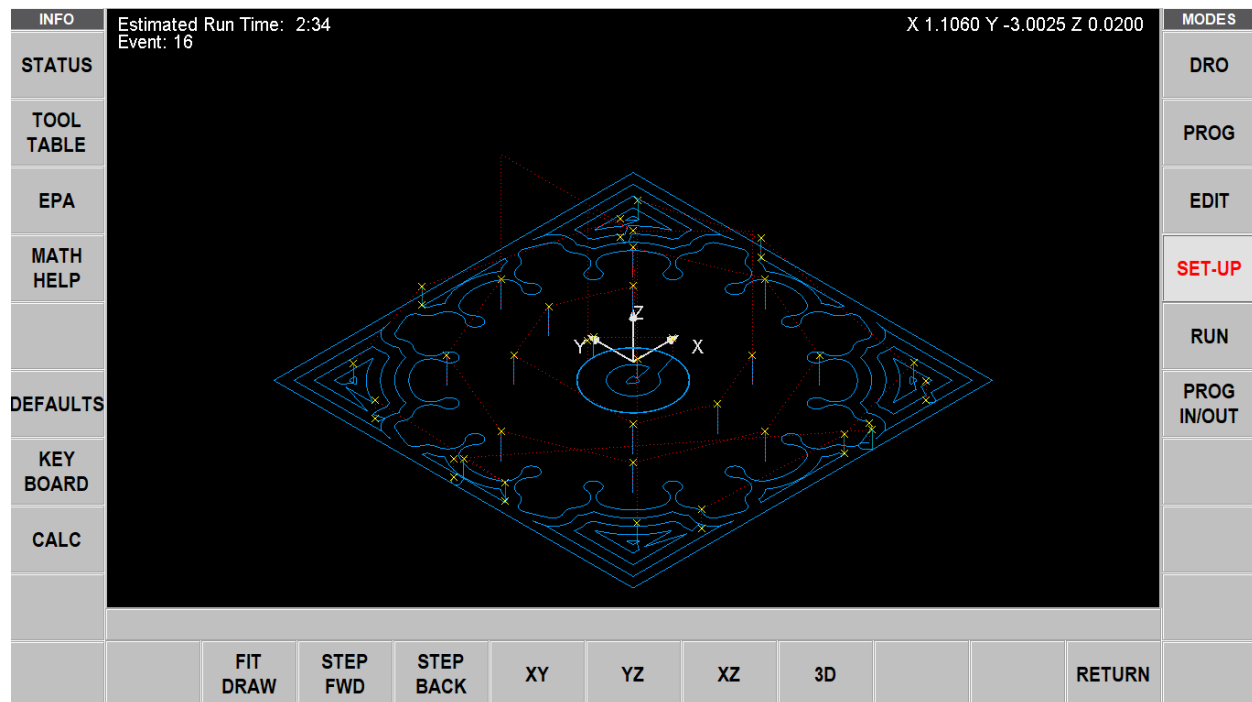 INFO
STATUS
TOOL
TABLE
EPA
MATH
HELP
DEFAULTS
KEY
BOARD
CALC
Estimated Run Time: 2:34
Event: 16
X 1.1060 Y -3.0025 Z 0.0200
Z
Y
X
MODES
DRO
PROG
EDIT
SET-UP
RUN
PROG
IN/OUT
FIT
DRAW
STEP
FWD
STEP
BACK
XY
YZ
XZ
3D
RETURN